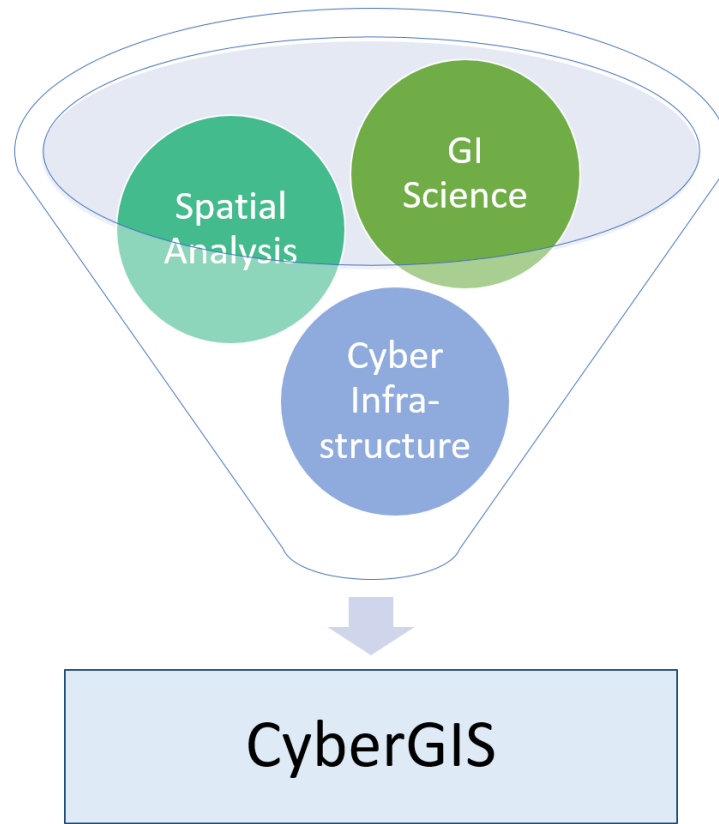 Spatial
Analysis
GI
Science
Cyber
Infra-
structure
CyberGIS